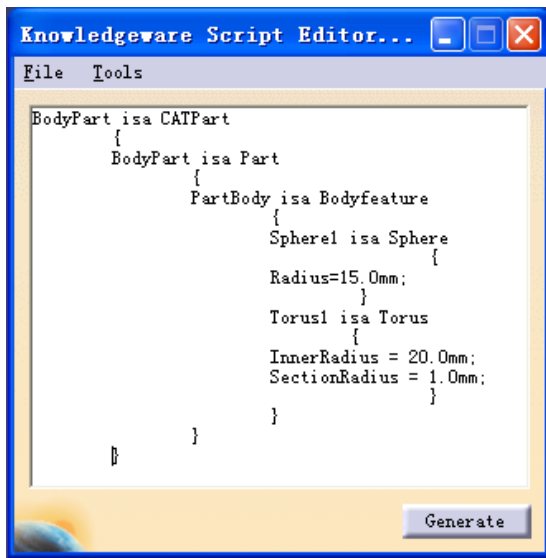 Knowledgeware Script Editor...
File Tools
BodyPart isa CATPart
{
BodyPart isa Part
{
PartBody isa Bodyfeature
{
Sphere1 isa Sphere
{
Radius=15.0mm;
}
Torus1 isa Torus
{
InnerRadius = 20.0mm;
SectionRadius = 1.0mm;
}
}
}
}
Generate